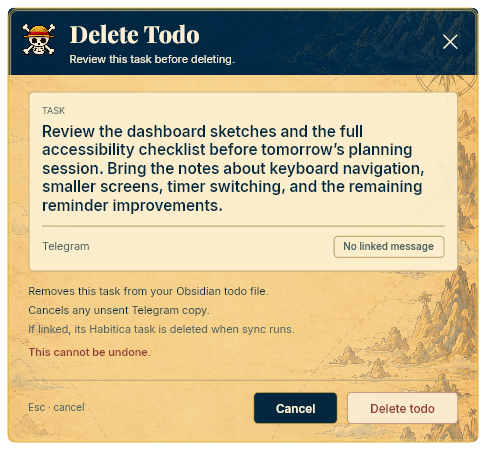 Delete Todo
Review this task before deleting.
TASK
Review the dashboard sketches and the full
accessibility checklist before tomorrow’s planning
session. Bring the notes about keyboard navigation,
smaller screens, timer switching, and the remaining
reminder improvements.
Telegram
No linked message
Removes this task from your Obsidian todo file.
Cancels any unsent Telegram copy.
If linked, its Habitica task is deleted when sync runs.
This cannot be undone.
Esc · cancel
Cancel
Delete todo